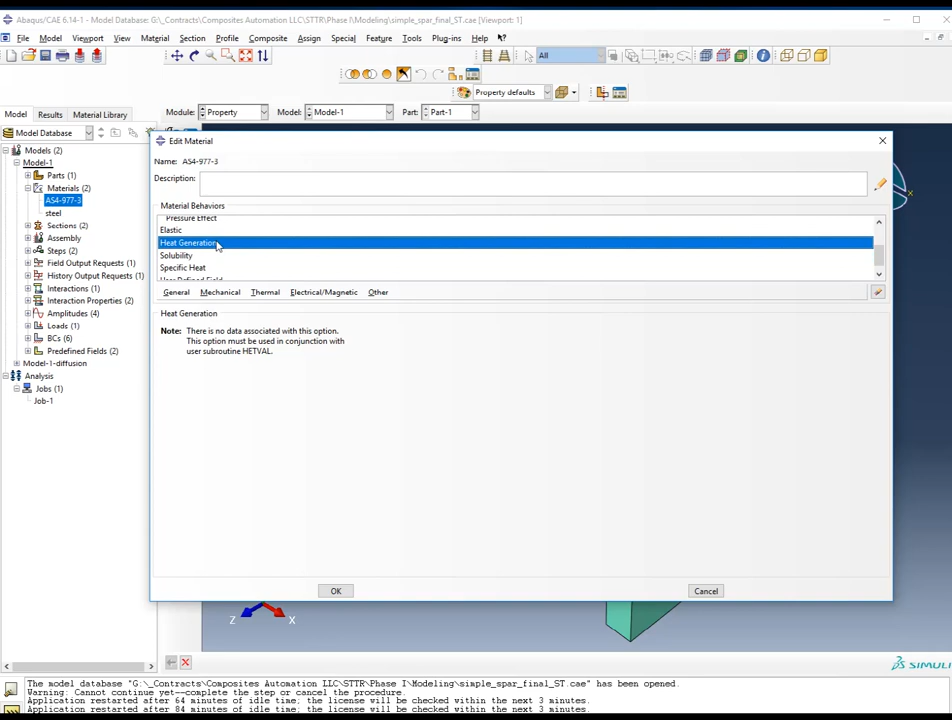 Abaqus/CAE 6.14-1 - Model Database: G:\_Contracts\Composites Automation LLC\STTR\Phase I\Modeling\simple_spar_final_ST.cae [Viewport: 1]
File Model Viewport View Material Section Profile Composite Assign Special Feature Tools Plug-ins Help
All
Property defaults
Model Results Material Library Module: Property Model: Model-1 Part: Part-1
Model Database
Models (2)
Model-1
Parts (1)
Materials (2)
AS4-977-3
steel
Sections (2)
Assembly
Steps (2)
Field Output Requests (1)
History Output Requests (1)
Interactions (1)
Interaction Properties (2)
Amplitudes (4)
Loads (1)
BCs (6)
Predefined Fields (2)
Model-1-diffusion
Analysis
Jobs (1)
Job-1
Edit Material
Name: AS4-977-3
Description:
Material Behaviors
Pressure Effect
Elastic
Heat Generation
Solubility
Specific Heat
General Mechanical Thermal Electrical/Magnetic Other
Heat Generation
Note: There is no data associated with this option.
This option must be used in conjunction with
user subroutine HETVAL.
OK Cancel
Z X
SIMULI
The model database "G:\_Contracts\Composites Automation LLC\STTR\Phase I\Modeling\simple_spar_final_ST.cae" has been opened.
Warning: Cannot continue yet--complete the step or cancel the procedure.
Application restarted after 64 minutes of idle time; the license will be checked within the next 3 minutes.
Application restarted after 84 minutes of idle time; the license will be checked within the next 3 minutes.